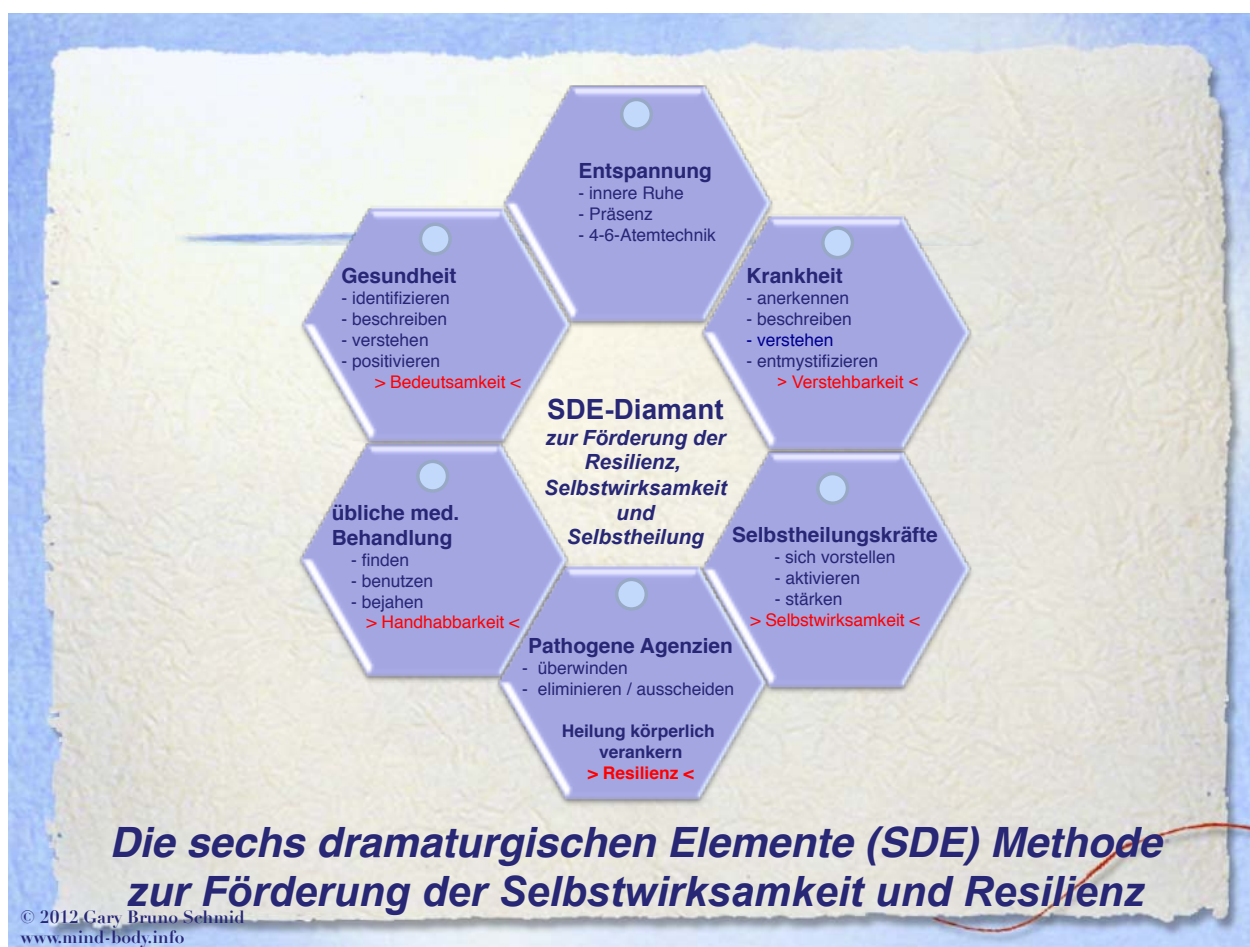 Entspannung
- innere Ruhe
- Präsenz
- 4-6-Atemtechnik
Gesundheit
- identifizieren
- beschreiben
- verstehen
- positivieren
> Bedeutsamkeit <
Krankheit
- anerkennen
- beschreiben
- verstehen
- entmystifizieren
> Verstehbarkeit <
SDE-Diamant
zur Förderung der
Resilienz,
Selbstwirksamkeit
und
Selbstheilung
übliche med.
Behandlung
- finden
- benutzen
- bejahen
> Handhabbarkeit <
Selbstheilungskräfte
- sich vorstellen
- aktivieren
- stärken
> Selbstwirksamkeit <
Pathogene Agenzien
- überwinden
- eliminieren / ausscheiden
Heilung körperlich
verankern
> Resilienz <
Die sechs dramaturgischen Elemente (SDE) Methode
zur Förderung der Selbstwirksamkeit und Resilienz
© 2012 Gary Bruno Schmid
www.mind-body.info